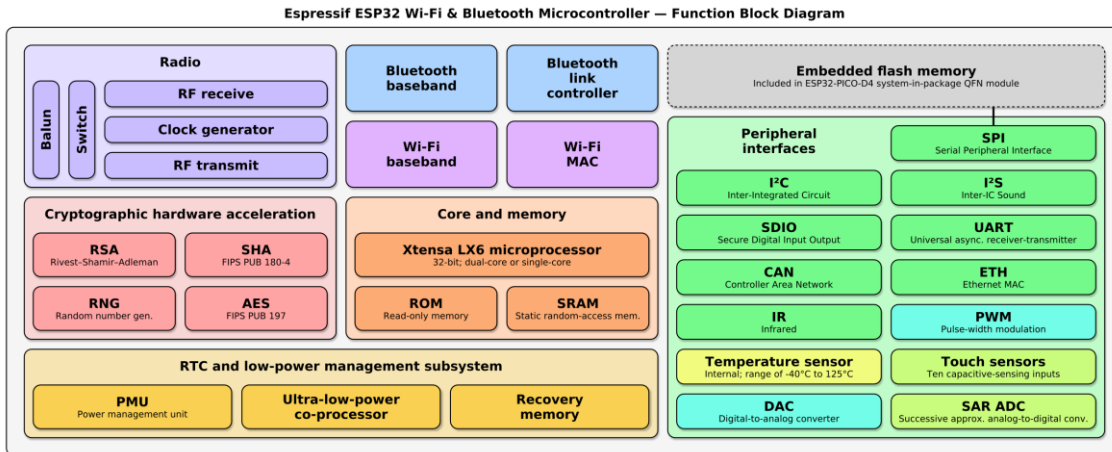 Espressif ESP32 Wi-Fi & Bluetooth Microcontroller — Function Block Diagram
Radio
Balun
Switch
RF receive
Clock generator
RF transmit
Bluetooth
baseband
Bluetooth
link
controller
Wi-Fi
baseband
Wi-Fi
MAC
Embedded flash memory
Included in ESP32-PICO-D4 system-in-package QFN module
Cryptographic hardware acceleration
RSA
Rivest–Shamir–Adleman
SHA
FIPS PUB 180-4
RNG
Random number gen.
AES
FIPS PUB 197
Core and memory
Xtensa LX6 microprocessor
32-bit; dual-core or single-core
ROM
Read-only memory
SRAM
Static random-access mem.
RTC and low-power management subsystem
PMU
Power management unit
Ultra-low-power
co-processor
Recovery
memory
Peripheral
interfaces
SPI
Serial Peripheral Interface
I²C
Inter-Integrated Circuit
I²S
Inter-IC Sound
SDIO
Secure Digital Input Output
UART
Universal async. receiver-transmitter
CAN
Controller Area Network
ETH
Ethernet MAC
IR
Infrared
PWM
Pulse-width modulation
Temperature sensor
Internal; range of -40°C to 125°C
Touch sensors
Ten capacitive-sensing inputs
DAC
Digital-to-analog converter
SAR ADC
Successive approx. analog-to-digital conv.